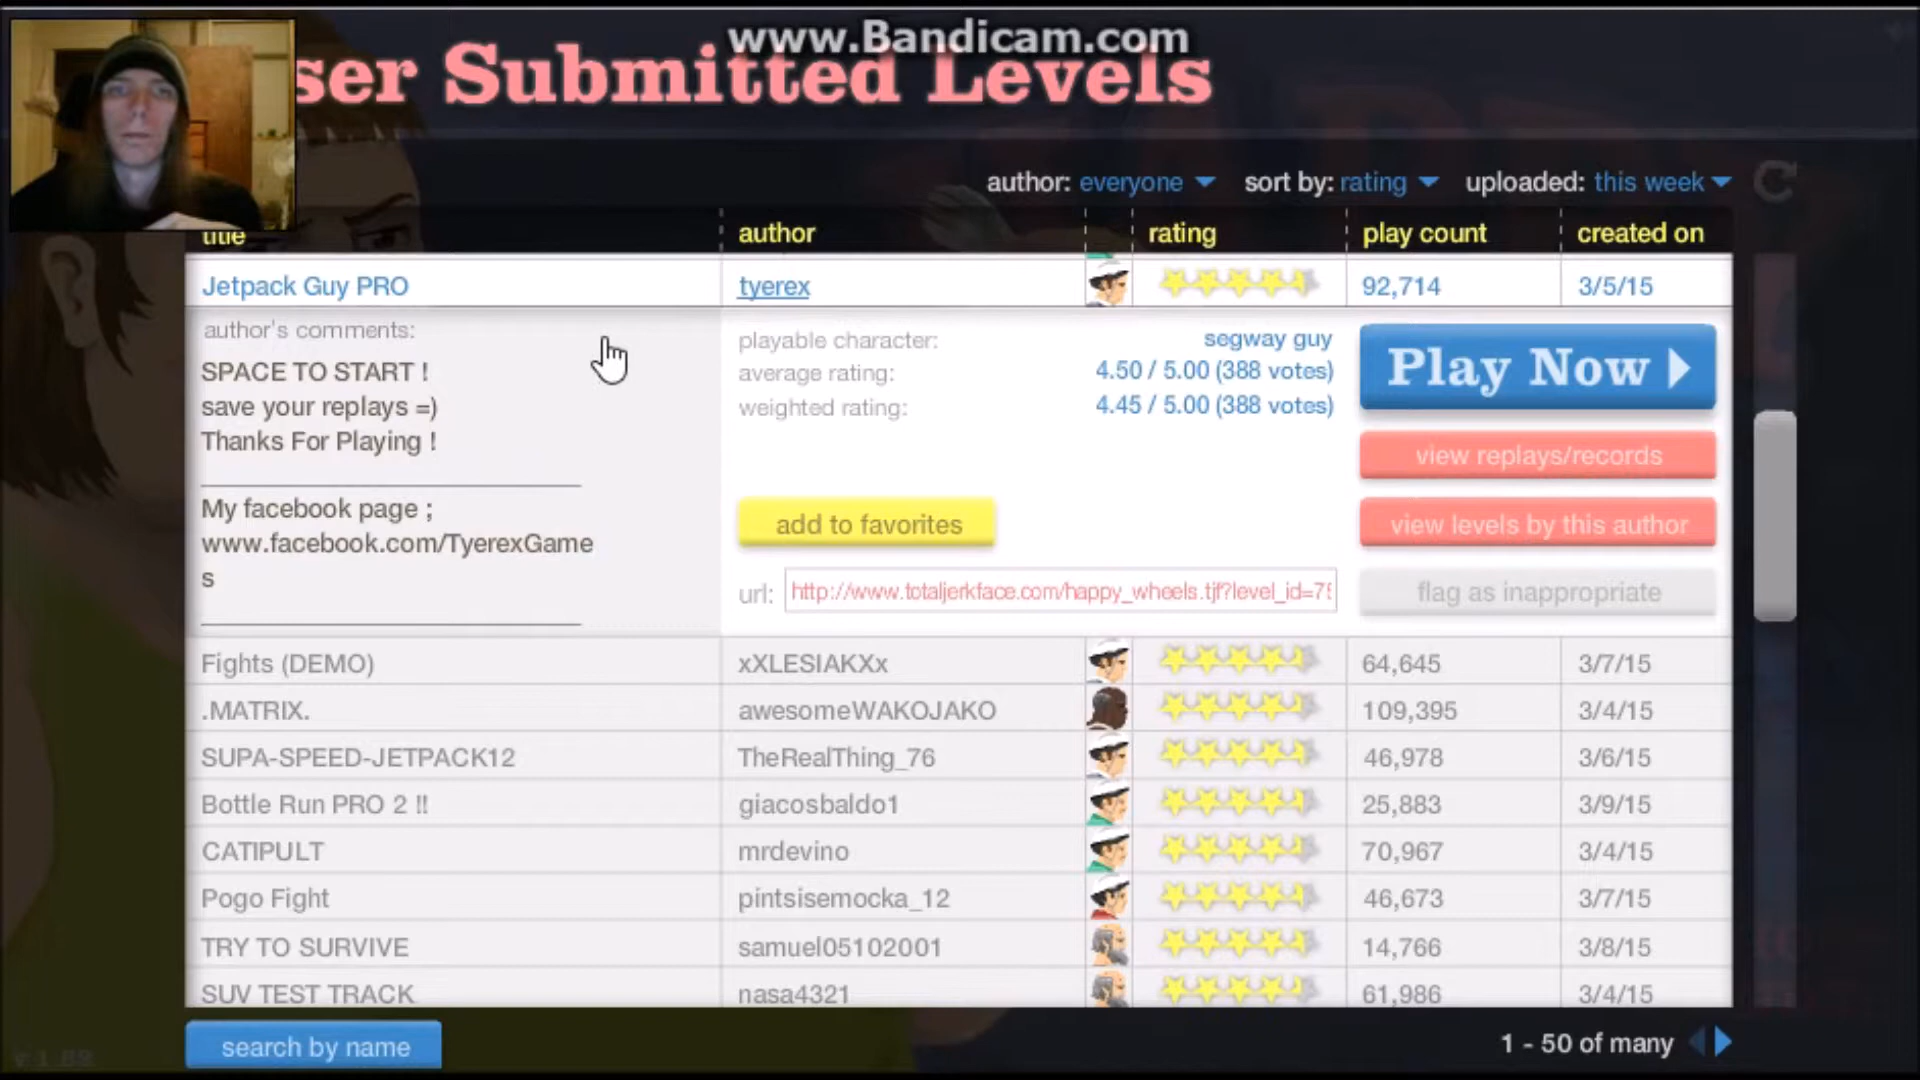 www.Bandicam.com
ser Submitted Levels
author: everyone sort by: rating uploaded: this week
title author rating play count created on
Jetpack Guy PRO tyerex 92,714 3/5/15
author's comments:
SPACE TO START !
save your replays =)
Thanks For Playing !
My facebook page ;
www.facebook.com/TyerexGame
s
playable character: segway guy
average rating: 4.50 / 5.00 (388 votes)
weighted rating: 4.45 / 5.00 (388 votes)
add to favorites
url: http://www.totaljerkface.com/happy_wheels.tjf?level_id=7
Play Now
view replays/records
view levels by this author
flag as inappropriate
Fights (DEMO) xXLESIAKXx 64,645 3/7/15
.MATRIX. awesomeWAKOJAKO 109,395 3/4/15
SUPA-SPEED-JETPACK12 TheRealThing_76 46,978 3/6/15
Bottle Run PRO 2 !! giacosbaldo1 25,883 3/9/15
CATIPULT mrdevino 70,967 3/4/15
Pogo Fight pintsisemocka_12 46,673 3/7/15
TRY TO SURVIVE samuel05102001 14,766 3/8/15
SUV TEST TRACK nasa4321 61,986 3/4/15
search by name
1 - 50 of many